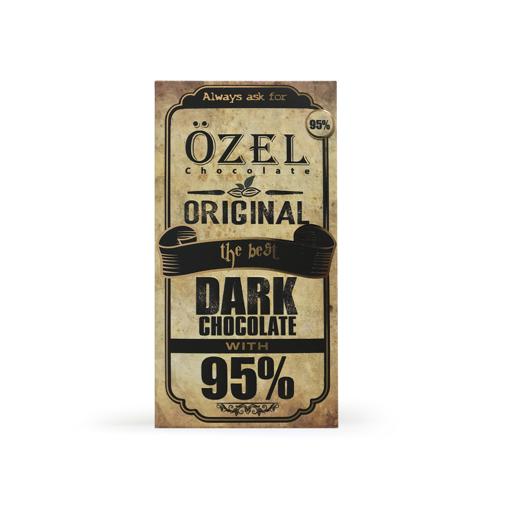 Always ask for
95%
ÖZEL
Chocolate
ORIGINAL
the best
DARK
CHOCOLATE
WITH
95%